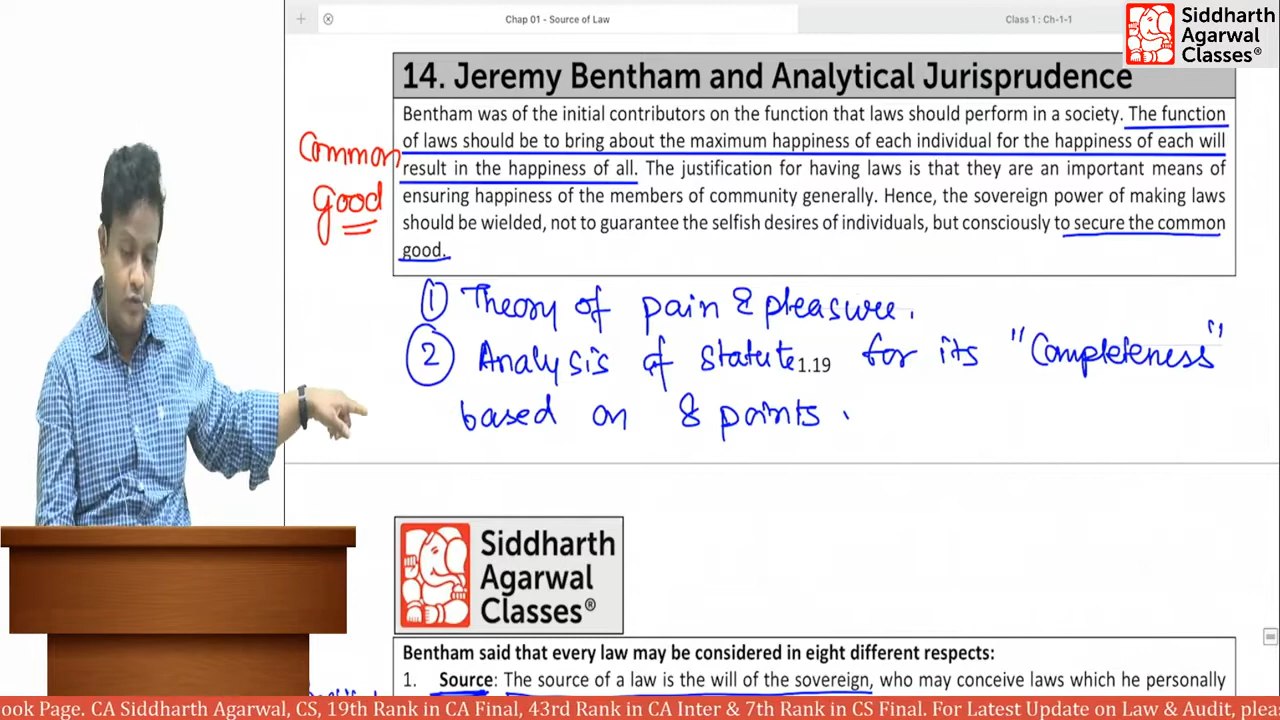 Chap 01 - Source of Law
Class 1 : Ch-1-1
Siddharth
Agarwal
Classes®
14. Jeremy Bentham and Analytical Jurisprudence
Bentham was of the initial contributors on the function that laws should perform in a society. The function
of laws should be to bring about the maximum happiness of each individual for the happiness of each will
result in the happiness of all. The justification for having laws is that they are an important means of
ensuring happiness of the members of community generally. Hence, the sovereign power of making laws
should be wielded, not to guarantee the selfish desires of individuals, but consciously to secure the common
good.
Common
good
① Theory of pain & pleasure.
② Analysis of statute 1.19 for its "Completeness"
based on 8 points.
Siddharth
Agarwal
Classes®
Bentham said that every law may be considered in eight different respects:
1. Source: The source of a law is the will of the sovereign, who may conceive laws which he personally
ook Page. CA Siddharth Agarwal, CS, 19th Rank in CA Final, 43rd Rank in CA Inter & 7th Rank in CS Final. For Latest Update on Law & Audit, pleas